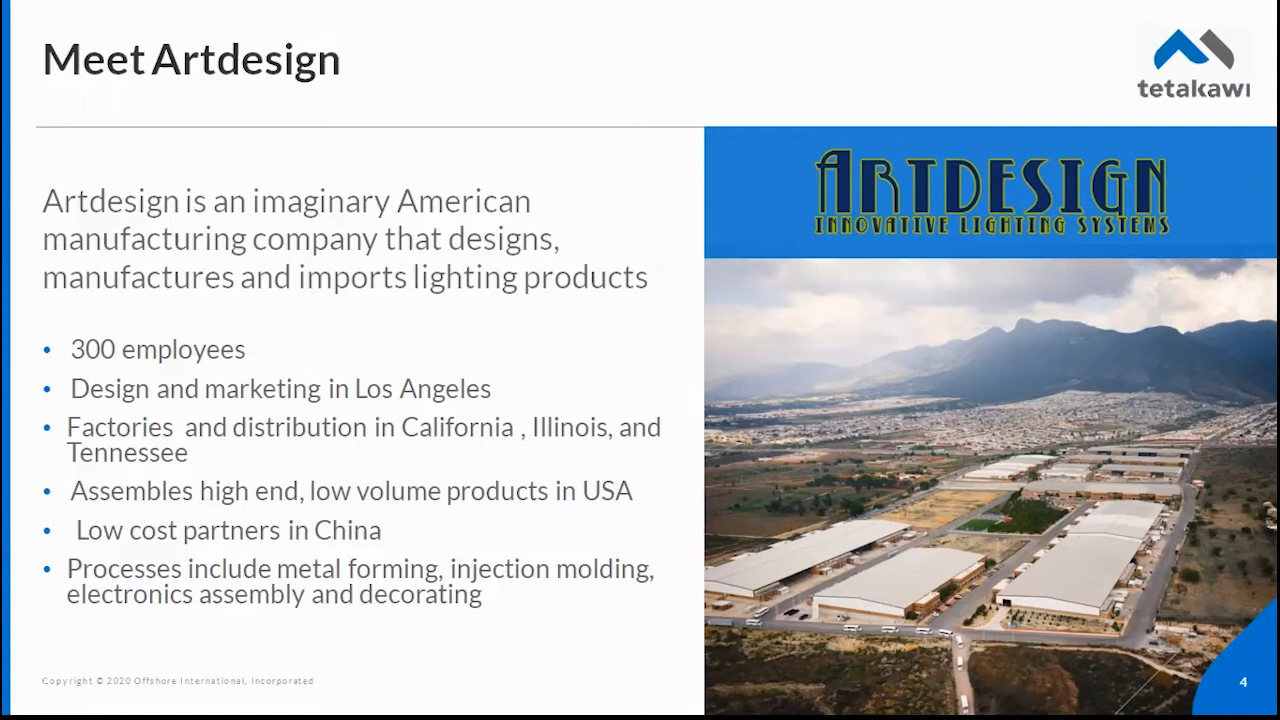 Meet Artdesign
tetakawi
ARTDESIGN
INNOVATIVE LIGHTING SYSTEMS
Artdesign is an imaginary American
manufacturing company that designs,
manufactures and imports lighting products
• 300 employees
• Design and marketing in Los Angeles
• Factories and distribution in California , Illinois, and
Tennessee
• Assembles high end, low volume products in USA
• Low cost partners in China
• Processes include metal forming, injection molding,
electronics assembly and decorating
Copyright © 2020 Offshore International, Incorporated
4